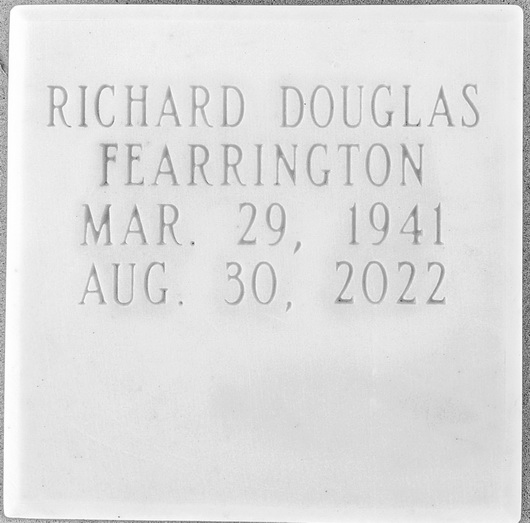 RICHARD DOUGLAS
FEARRINGTON
MAR. 29, 1941
AUG. 30, 2022